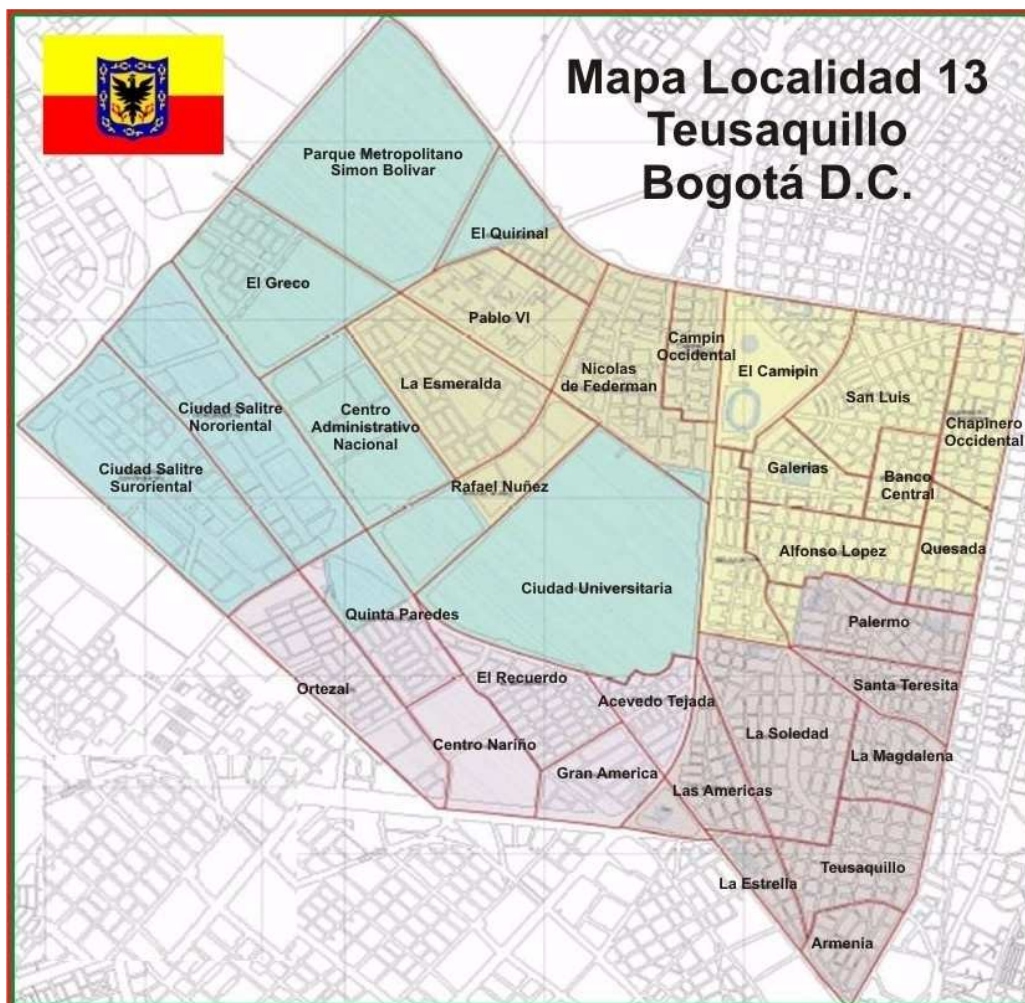 Mapa Localidad 13
Teusaquillo
Bogotá D.C.
Parque Metropolitano
Simon Bolivar
El Quirinal
El Greco
Pablo VI
Campin
Occidental
El Camipin
Nicolas
de Federman
La Esmeralda
San Luis
Ciudad Salitre
Nororiental
Centro
Administrativo
Nacional
Chapinero
Occidental
Ciudad Salitre
Suroriental
Galerias
Banco
Central
Rafael Nuñez
Alfonso Lopez
Quesada
Ciudad Universitaria
Quinta Paredes
Palermo
El Recuerdo
Santa Teresita
Ortezal
Acevedo Tejada
La Soledad
Centro Nariño
La Magdalena
Gran America
Las Americas
Teusaquillo
La Estrella
Armenia